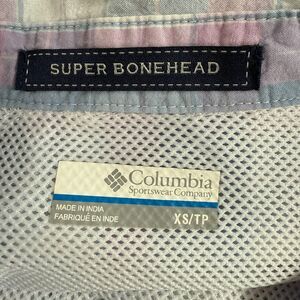 SUPER BONEHEAD
Columbia
Sportswear Company
MADE IN INDIA
FABRIQUÉ EN INDE
XS/TP